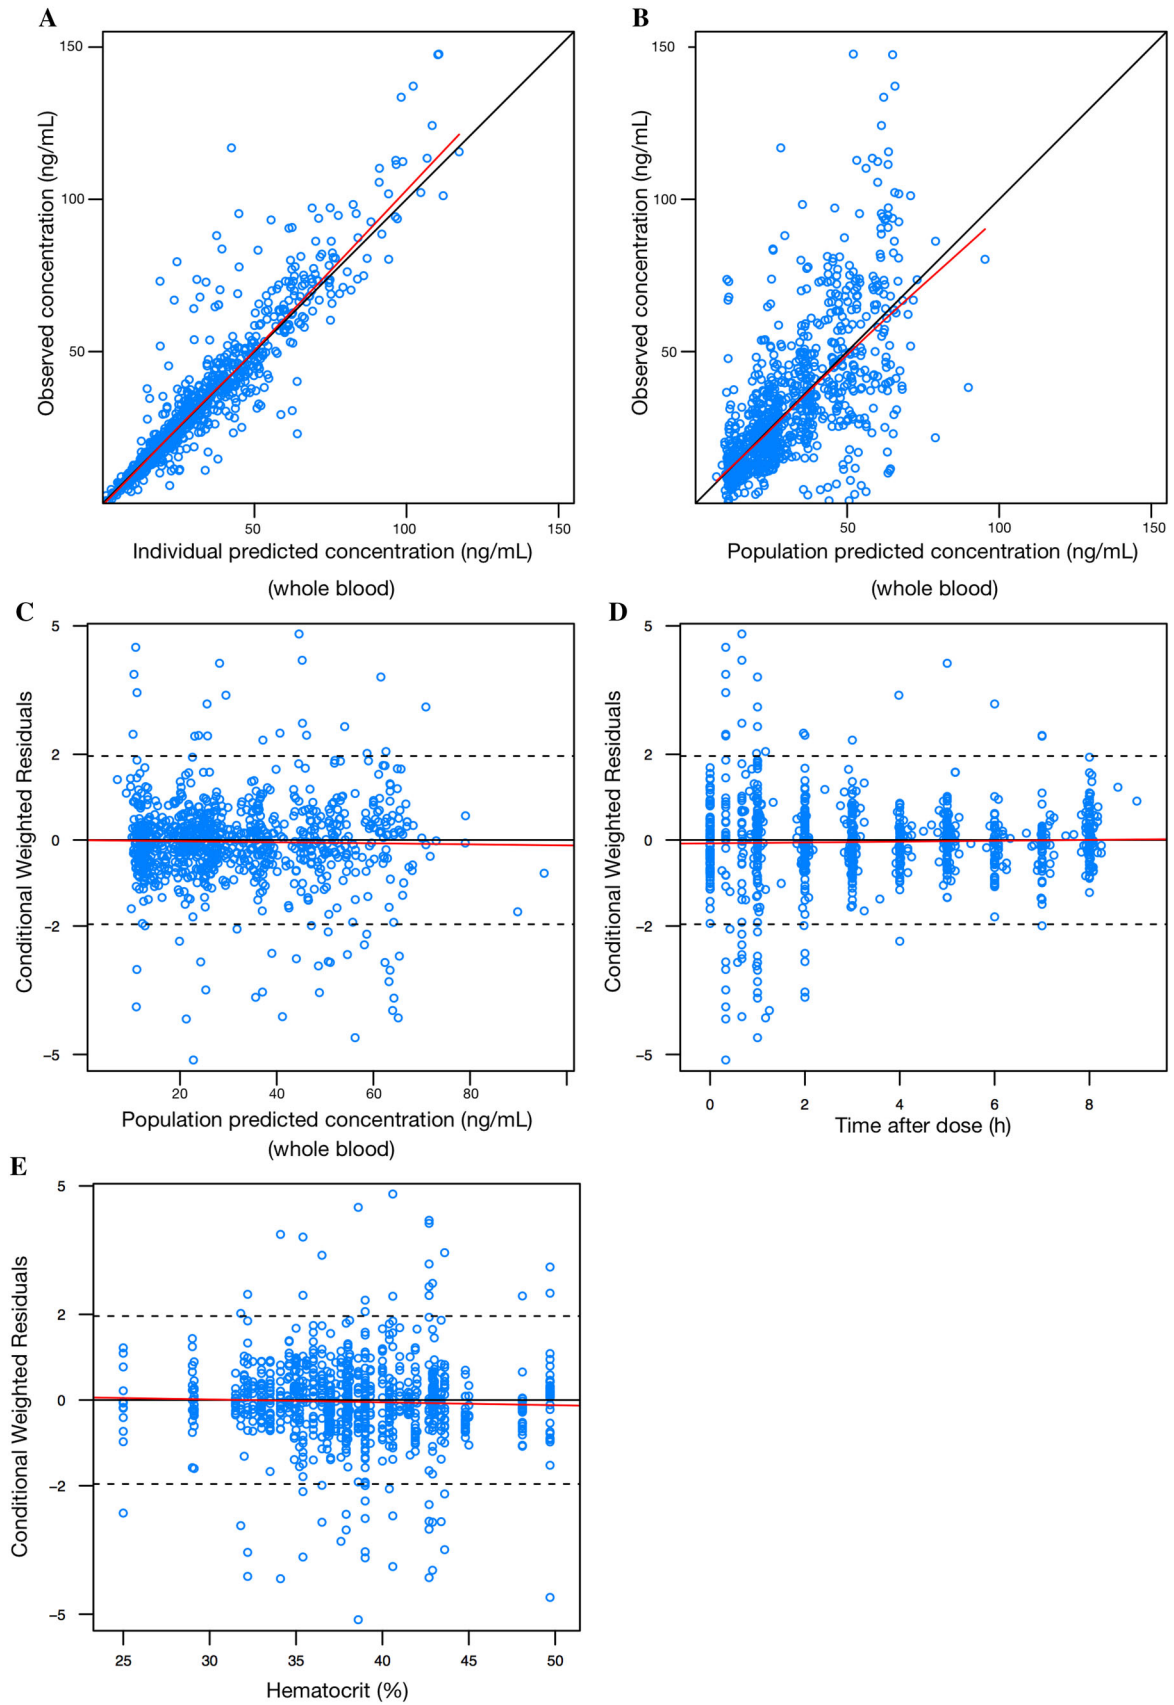 A
150
100
50
Observed concentration (ng/mL)
50
100
150
Individual predicted concentration (ng/mL)
(whole blood)
B
150
100
50
Observed concentration (ng/mL)
50
100
150
Population predicted concentration (ng/mL)
(whole blood)
C
5
2
0
−2
−5
Conditional Weighted Residuals
20
40
60
80
Population predicted concentration (ng/mL)
(whole blood)
D
5
2
0
−2
−5
Conditional Weighted Residuals
0
2
4
6
8
Time after dose (h)
E
5
2
0
−2
−5
Conditional Weighted Residuals
25
30
35
40
45
50
Hematocrit (%)